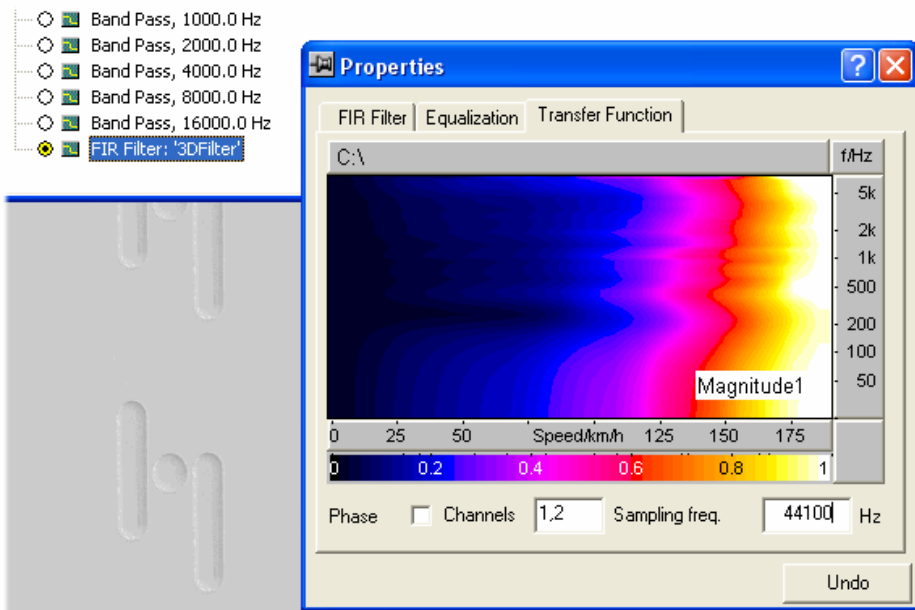 Band Pass, 1000.0 Hz
Band Pass, 2000.0 Hz
Band Pass, 4000.0 Hz
Band Pass, 8000.0 Hz
Band Pass, 16000.0 Hz
FIR Filter: '3DFilter'
Properties
FIR Filter Equalization Transfer Function
C:\ f/Hz
5k
2k
1k
500
200
100
50
Magnitude1
0 25 50 Speed/km/h 125 150 175
0 0.2 0.4 0.6 0.8 1
Phase Channels 1,2 Sampling freq. 44100 Hz
Undo